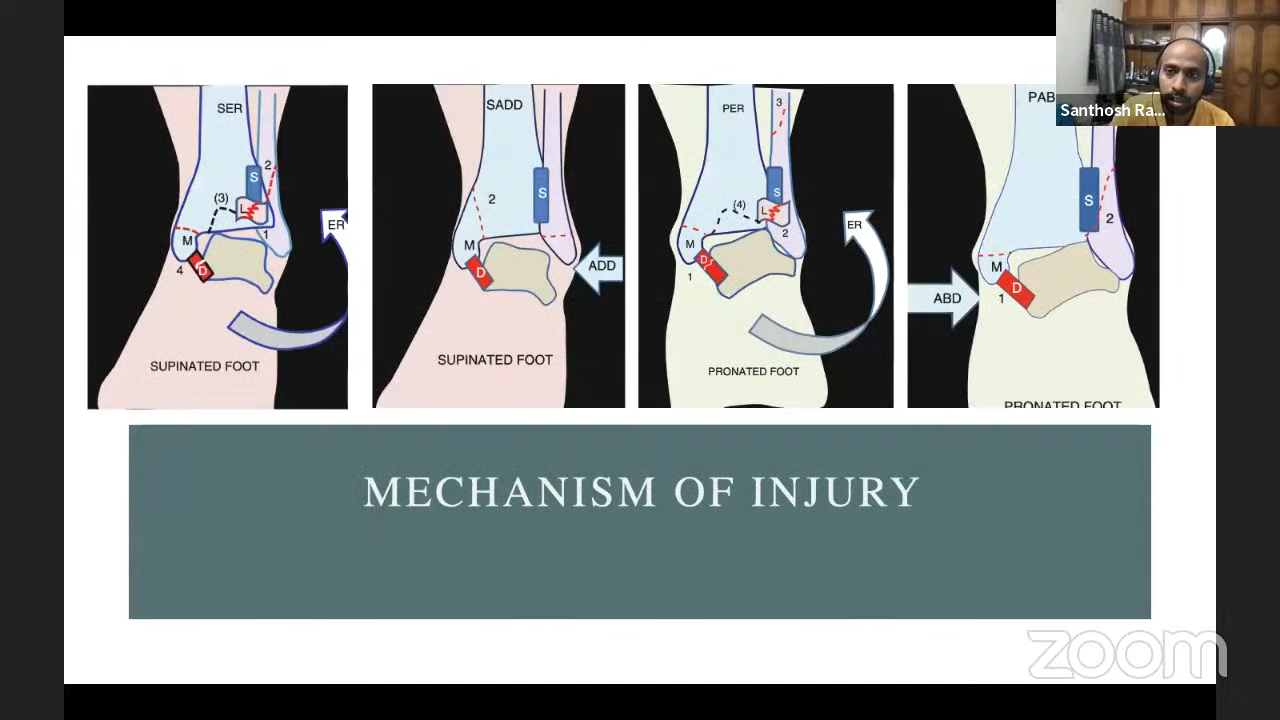 SER
2
S
(3)
L
1
M
D
4
ER
SUPINATED FOOT
SADD
2
S
M
D
ADD
SUPINATED FOOT
PER
3
S
(4)
L
2
M
D
1
ER
PRONATED FOOT
PAB
S
2
M
D
1
ABD
PRONATED FOOT
Santhosh Ra...
MECHANISM OF INJURY
zoom